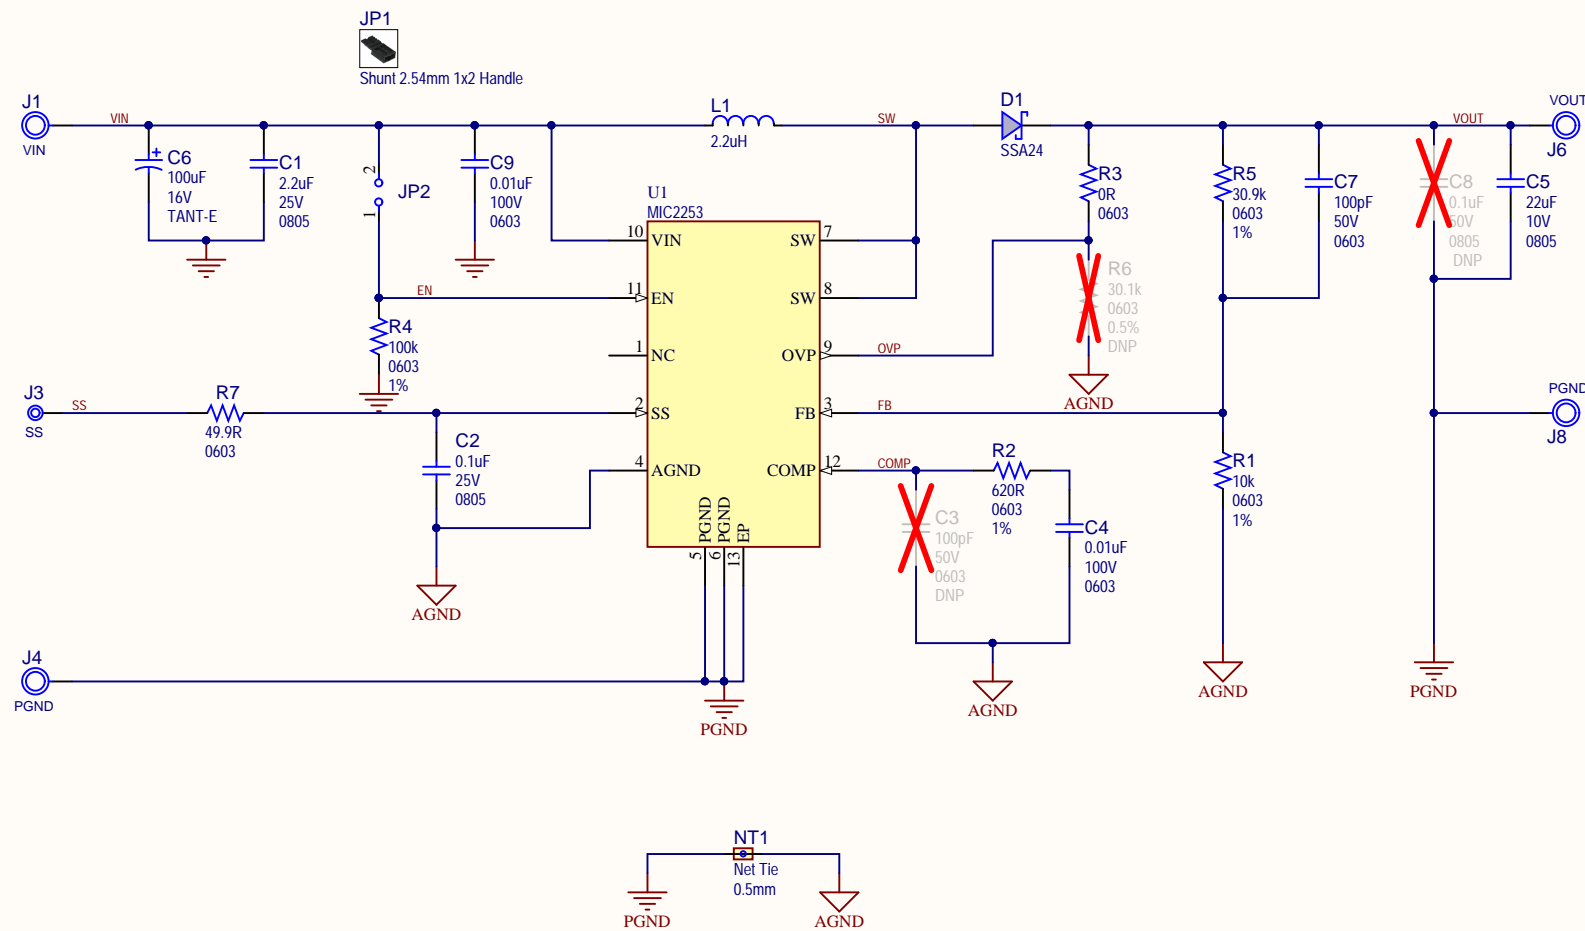 JP1
Shunt 2.54mm 1x2 Handle
J1
VIN
VIN
C6
100uF
16V
TANT-E
C1
2.2uF
25V
0805
2
1
JP2
C9
0.01uF
100V
0603
L1
2.2uH
SW
D1
SSA24
R3
0R
0603
R5
30.9k
0603
1%
C7
100pF
50V
0603
VOUT
C8
0.1uF
50V
0805
DNP
C5
22uF
10V
0805
VOUT
J6
U1
MIC2253
10 VIN
11 EN
1 NC
2 SS
4 AGND
SW 7
SW 8
OVP 9
FB 3
COMP 12
PGND 5
PGND 6
EP 13
EN
R4
100k
0603
1%
R6
30.1k
0603
0.5%
DNP
AGND
OVP
J3
SS
SS
R7
49.9R
0603
C2
0.1uF
25V
0805
AGND
FB
COMP
R2
620R
0603
1%
C3
100pF
50V
0603
DNP
C4
0.01uF
100V
0603
AGND
R1
10k
0603
1%
AGND
PGND
J8
PGND
J4
PGND
PGND
NT1
Net Tie
0.5mm
PGND
AGND